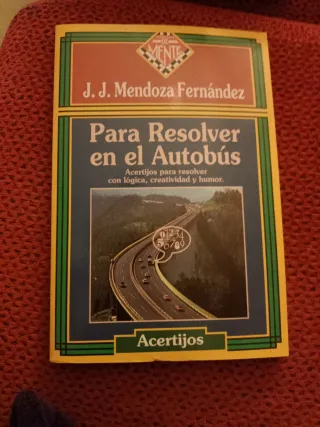 MENTE
J. J. Mendoza Fernández
Para Resolver
en el Autobús
Acertijos para resolver
con lógica, creatividad y humor.
Acertijos